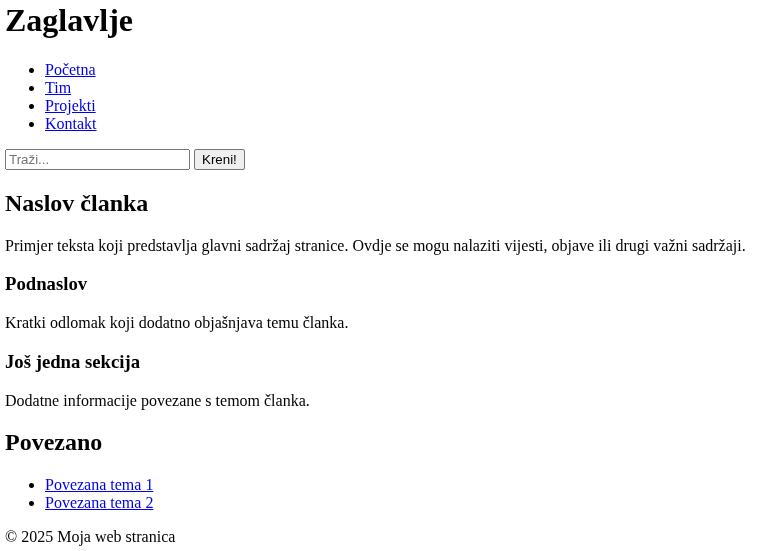 Zaglavlje
Početna
Tim
Projekti
Kontakt
Traži... Kreni!
Naslov članka
Primjer teksta koji predstavlja glavni sadržaj stranice. Ovdje se mogu nalaziti vijesti, objave ili drugi važni sadržaji.
Podnaslov
Kratki odlomak koji dodatno objašnjava temu članka.
Još jedna sekcija
Dodatne informacije povezane s temom članka.
Povezano
Povezana tema 1
Povezana tema 2
© 2025 Moja web stranica